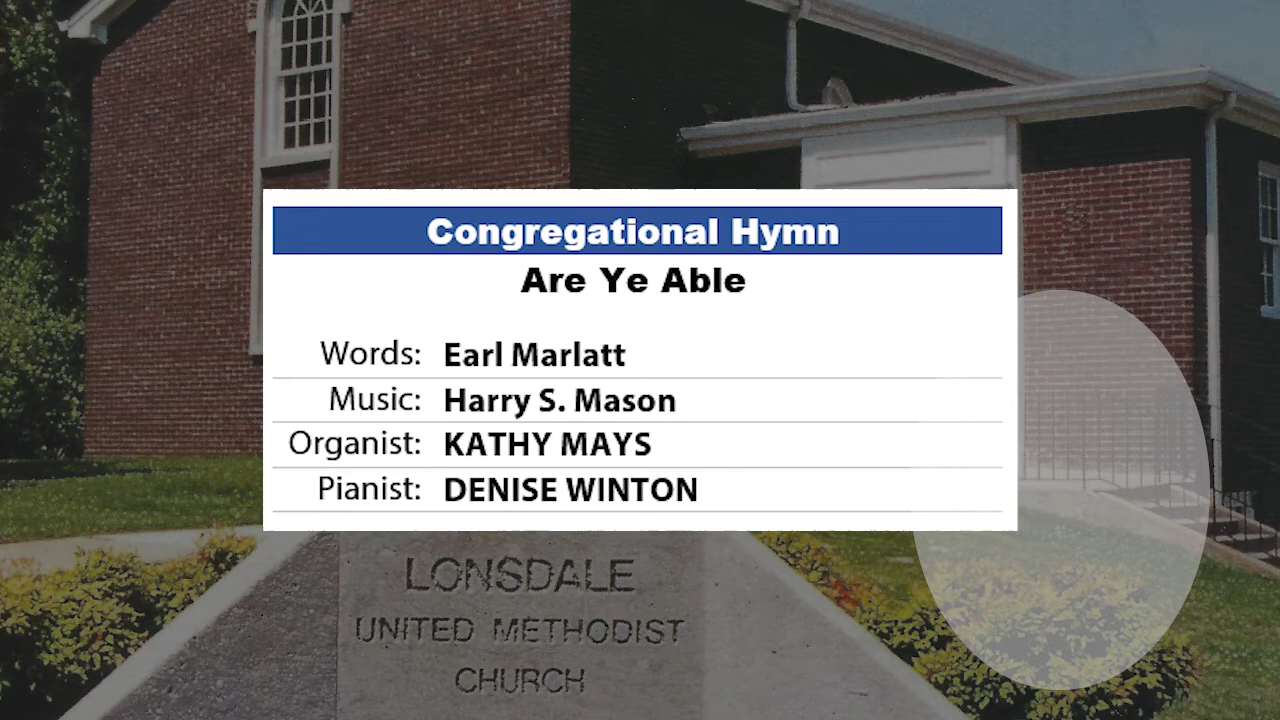 Congregational Hymn
Are Ye Able
Words: Earl Marlatt
Music: Harry S. Mason
Organist: KATHY MAYS
Pianist: DENISE WINTON
LONSDALE
UNITED METHODIST
CHURCH